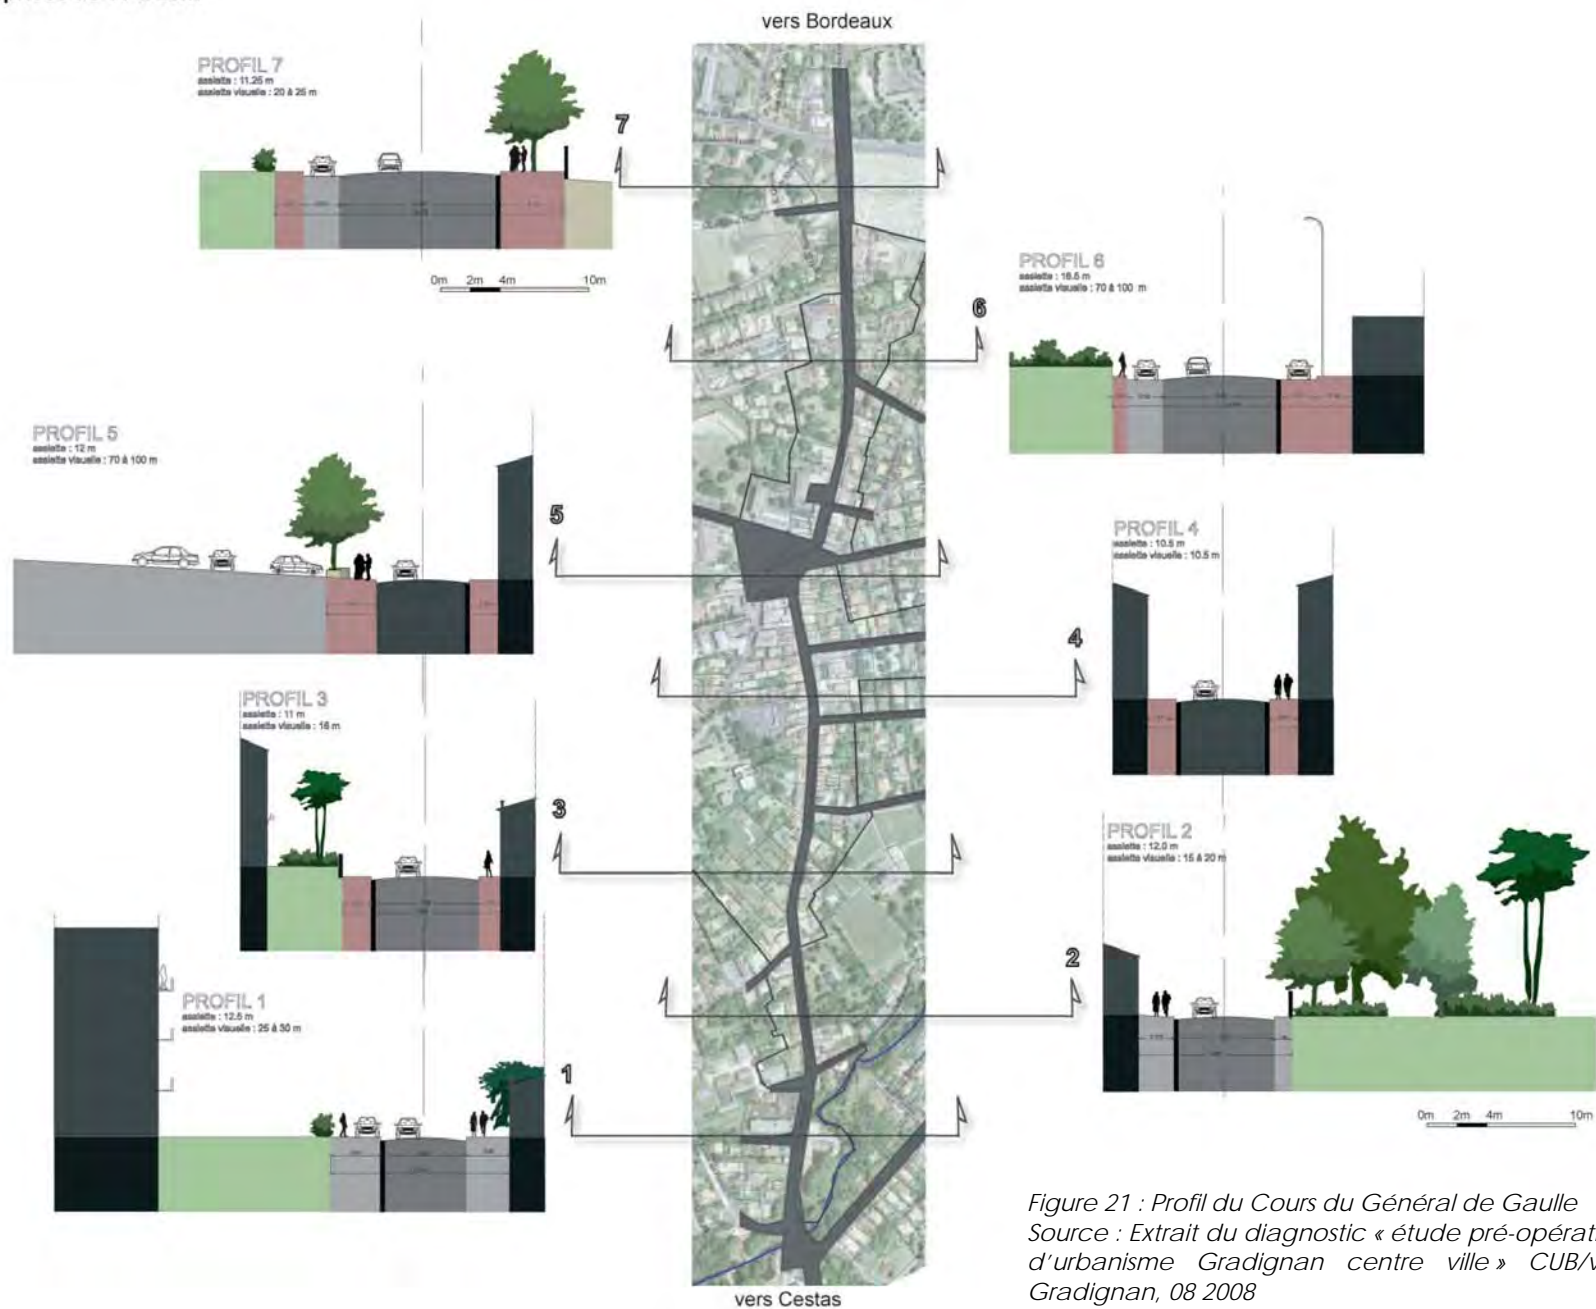 vers Bordeaux
PROFIL 7
assiette : 11.25 m
assiette visuelle : 20 à 25 m
7
0m 2m 4m 10m
PROFIL 6
assiette : 16.5 m
assiette visuelle : 70 à 100 m
6
PROFIL 5
assiette : 12 m
assiette visuelle : 70 à 100 m
5
PROFIL 4
assiette : 10.5 m
assiette visuelle : 10.5 m
4
PROFIL 3
assiette : 11 m
assiette visuelle : 16 m
3
PROFIL 2
assiette : 12.0 m
assiette visuelle : 15 à 20 m
2
PROFIL 1
assiette : 12.5 m
assiette visuelle : 25 à 30 m
1
0m 2m 4m 10m
vers Cestas
Figure 21 : Profil du Cours du Général de Gaulle
Source : Extrait du diagnostic « étude pré-opérat
d'urbanisme Gradignan centre ville » CUB/v
Gradignan, 08 2008